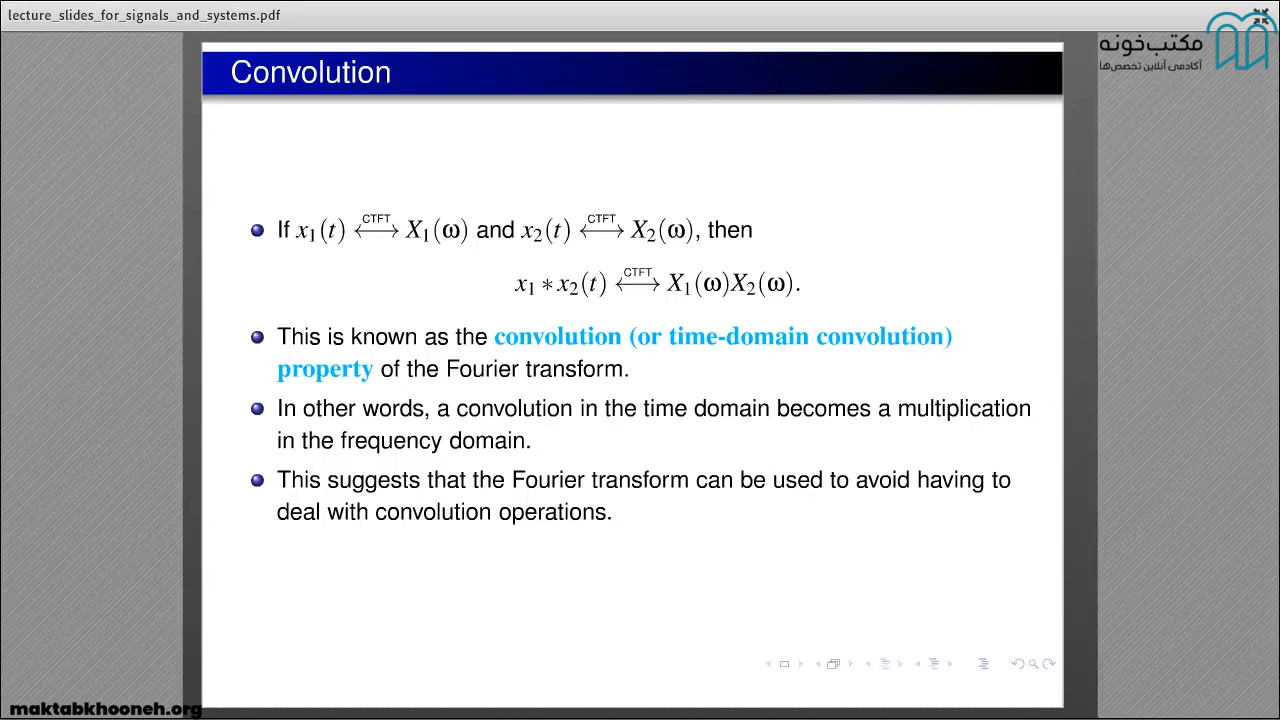 lecture_slides_for_signals_and_systems.pdf
مکتب‌خونه
آکادمی آنلاین تخصص‌ها
Convolution
If x₁(t) ⟷ᶜᵀᶠᵀ X₁(ω) and x₂(t) ⟷ᶜᵀᶠᵀ X₂(ω), then
x₁ ∗ x₂(t) ⟷ᶜᵀᶠᵀ X₁(ω)X₂(ω).
This is known as the convolution (or time-domain convolution)
property of the Fourier transform.
In other words, a convolution in the time domain becomes a multiplication
in the frequency domain.
This suggests that the Fourier transform can be used to avoid having to
deal with convolution operations.
maktabkhooneh.org